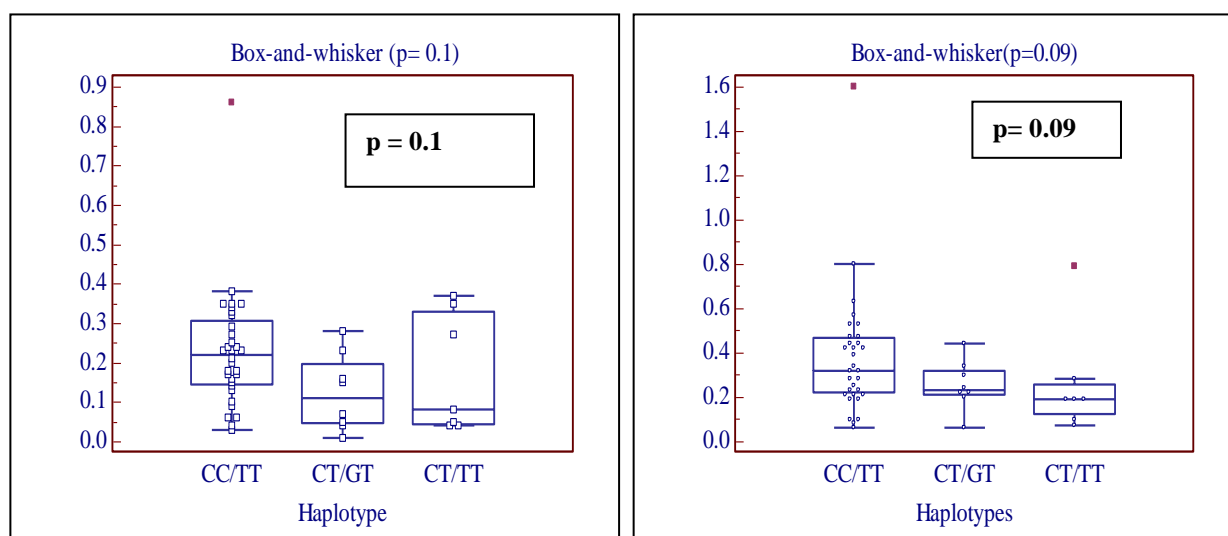 Box-and-whisker (p= 0.1)
p = 0.1
0.9
0.8
0.7
0.6
0.5
0.4
0.3
0.2
0.1
0.0
CC/TT CT/GT CT/TT
Haplotype
Box-and-whisker(p=0.09)
p= 0.09
1.6
1.4
1.2
1.0
0.8
0.6
0.4
0.2
0.0
CC/TT CT/GT CT/TT
Haplotypes